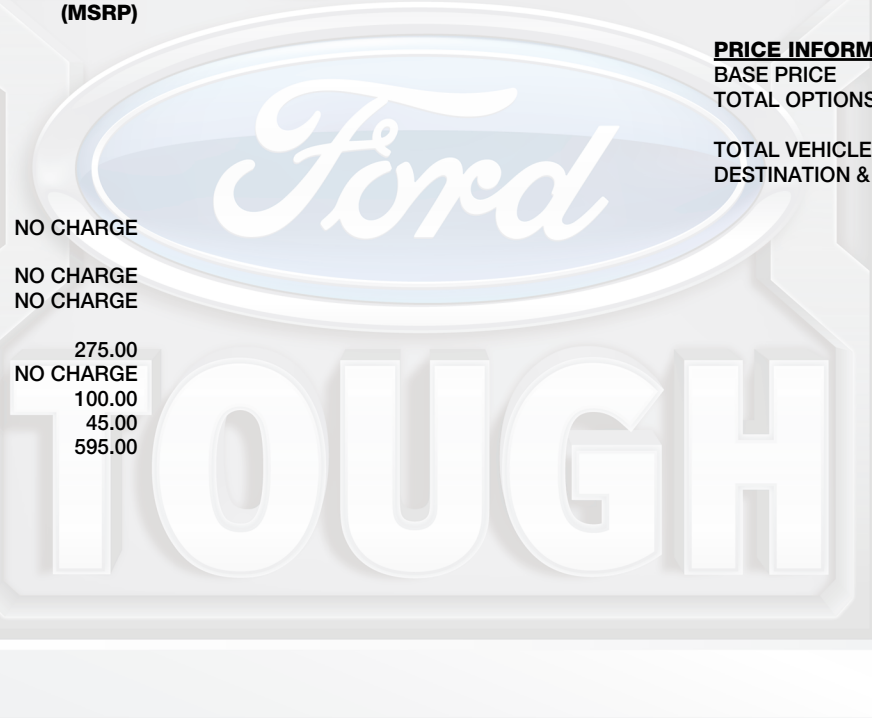 (MSRP)
PRICE INFORM
BASE PRICE
TOTAL OPTIONS
TOTAL VEHICLE
DESTINATION &
NO CHARGE
NO CHARGE
NO CHARGE
275.00
NO CHARGE
100.00
45.00
595.00
Ford
TOUGH